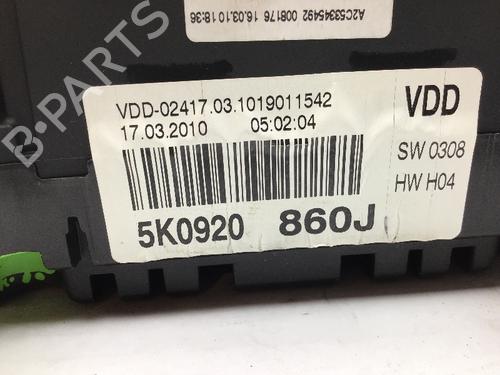 A2C53345492 008176 16.03.10 18:36
VDD-02417.03.1019011542
17.03.2010 05:02:04
VDD
SW 0308
HW H04
5K0920 860J
B-PARTS